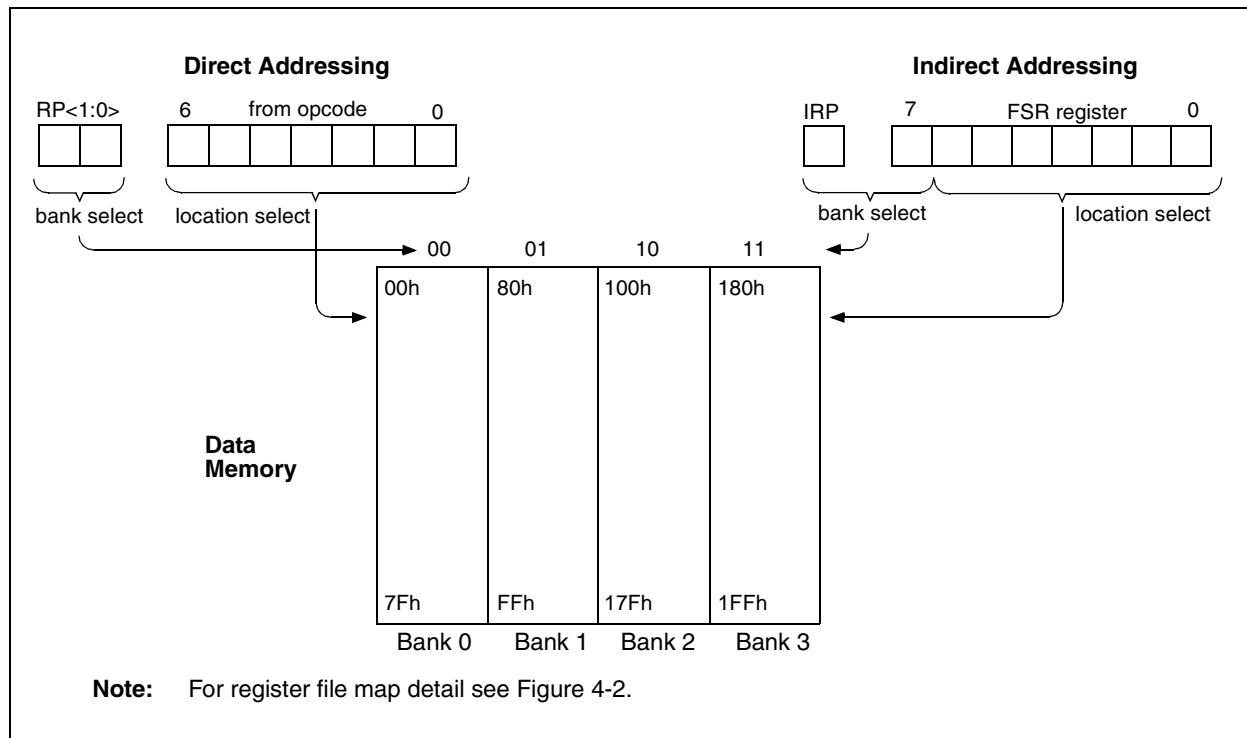 Direct Addressing
Indirect Addressing
RP<1:0>
6 from opcode 0
IRP
7 FSR register 0
bank select
location select
bank select
location select
00 01 10 11
00h 80h 100h 180h
Data
Memory
7Fh FFh 17Fh 1FFh
Bank 0 Bank 1 Bank 2 Bank 3
Note: For register file map detail see Figure 4-2.